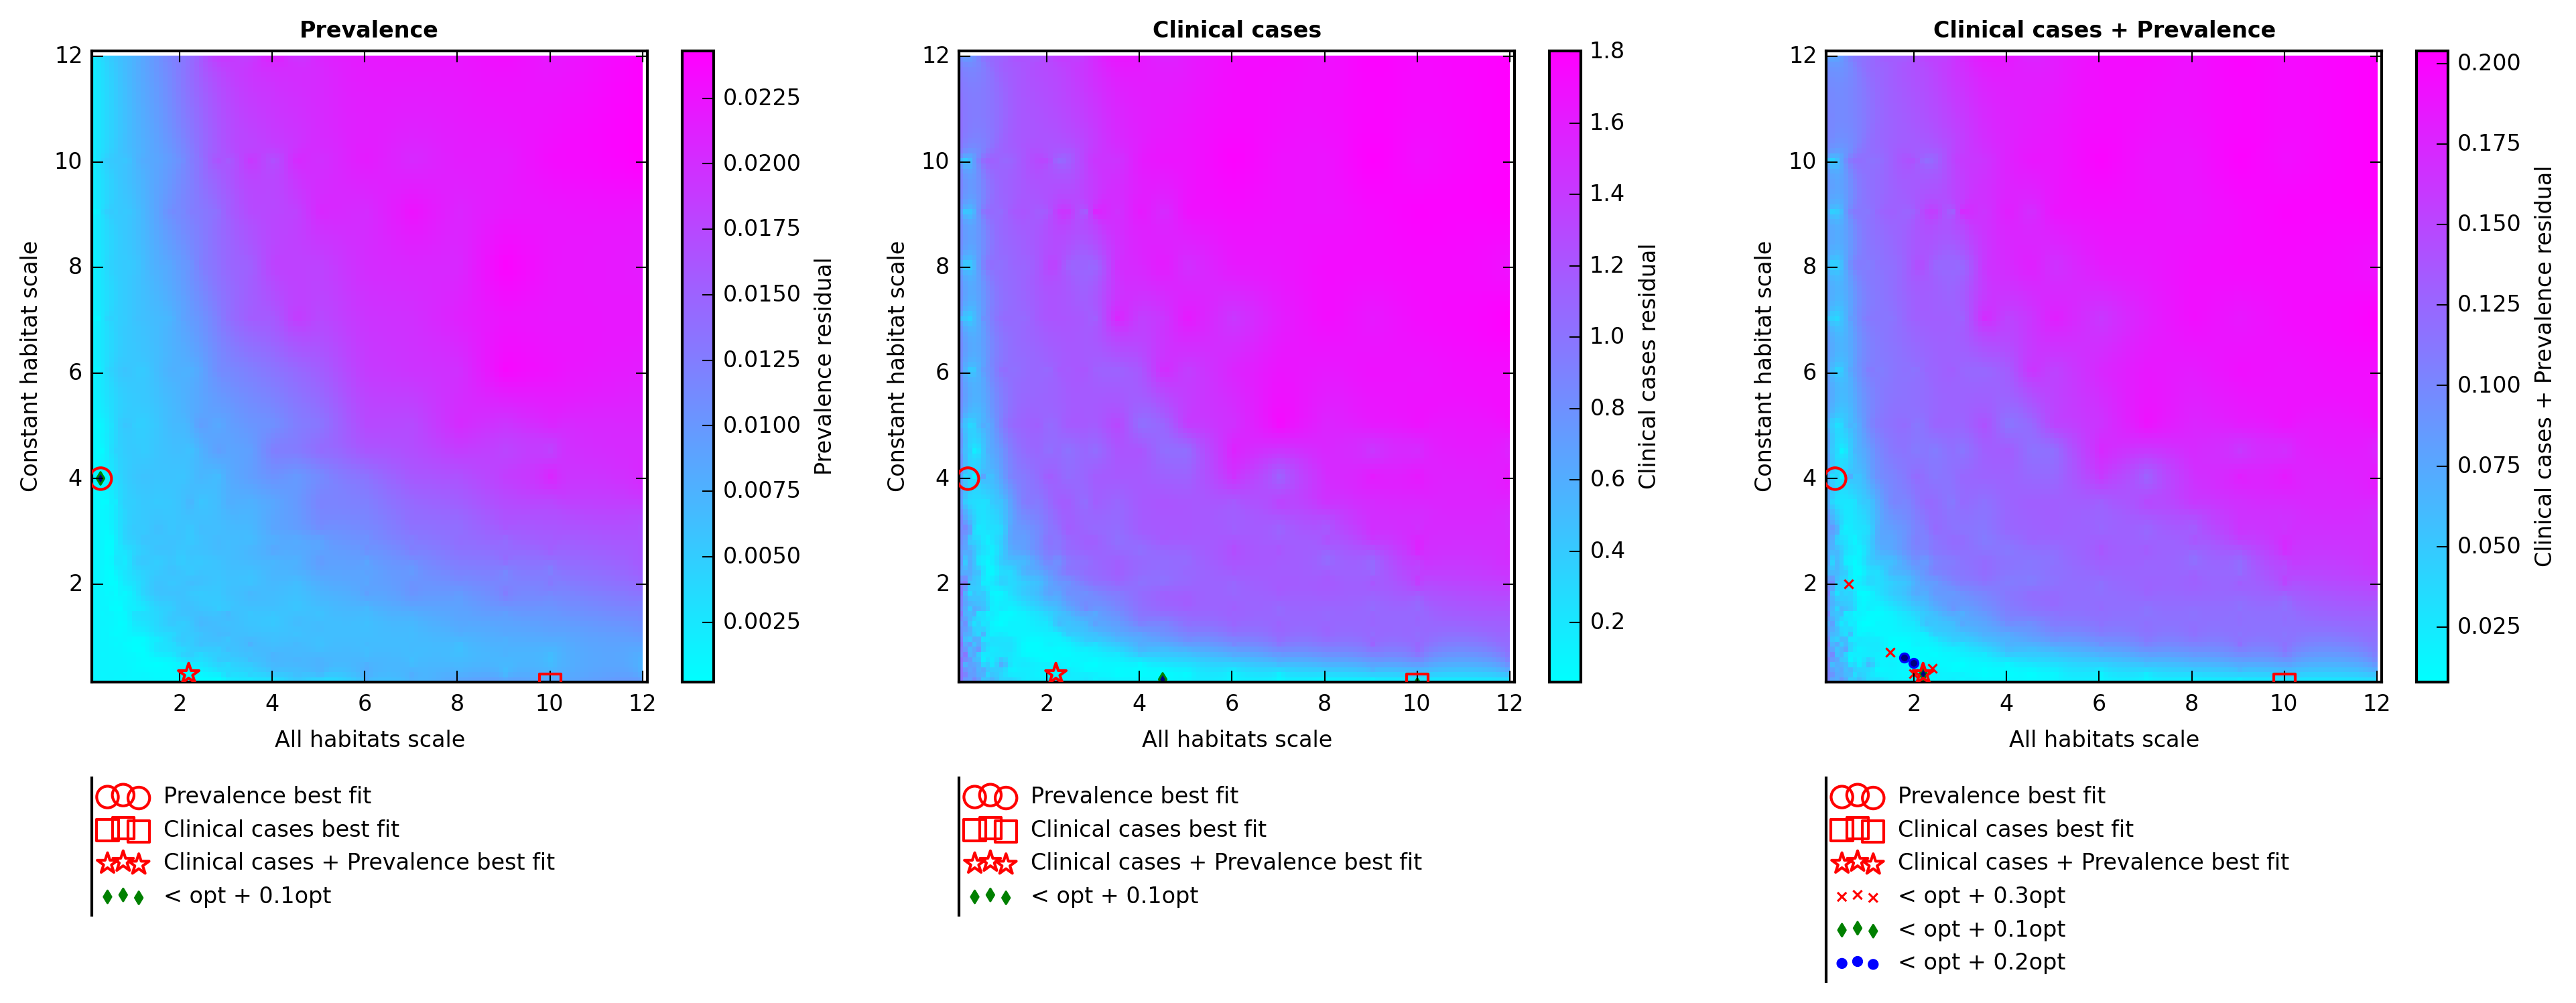 Prevalence
Clinical cases
Clinical cases + Prevalence
12
10
8
6
4
2
Constant habitat scale
2 4 6 8 10 12
All habitats scale
0.0225
0.0200
0.0175
0.0150
0.0125
0.0100
0.0075
0.0050
0.0025
Prevalence residual
12
10
8
6
4
2
Constant habitat scale
2 4 6 8 10 12
All habitats scale
1.8
1.6
1.4
1.2
1.0
0.8
0.6
0.4
0.2
Clinical cases residual
12
10
8
6
4
2
Constant habitat scale
2 4 6 8 10 12
All habitats scale
0.200
0.175
0.150
0.125
0.100
0.075
0.050
0.025
Clinical cases + Prevalence residual
Prevalence best fit
Clinical cases best fit
Clinical cases + Prevalence best fit
< opt + 0.1opt
Prevalence best fit
Clinical cases best fit
Clinical cases + Prevalence best fit
< opt + 0.1opt
Prevalence best fit
Clinical cases best fit
Clinical cases + Prevalence best fit
< opt + 0.3opt
< opt + 0.1opt
< opt + 0.2opt